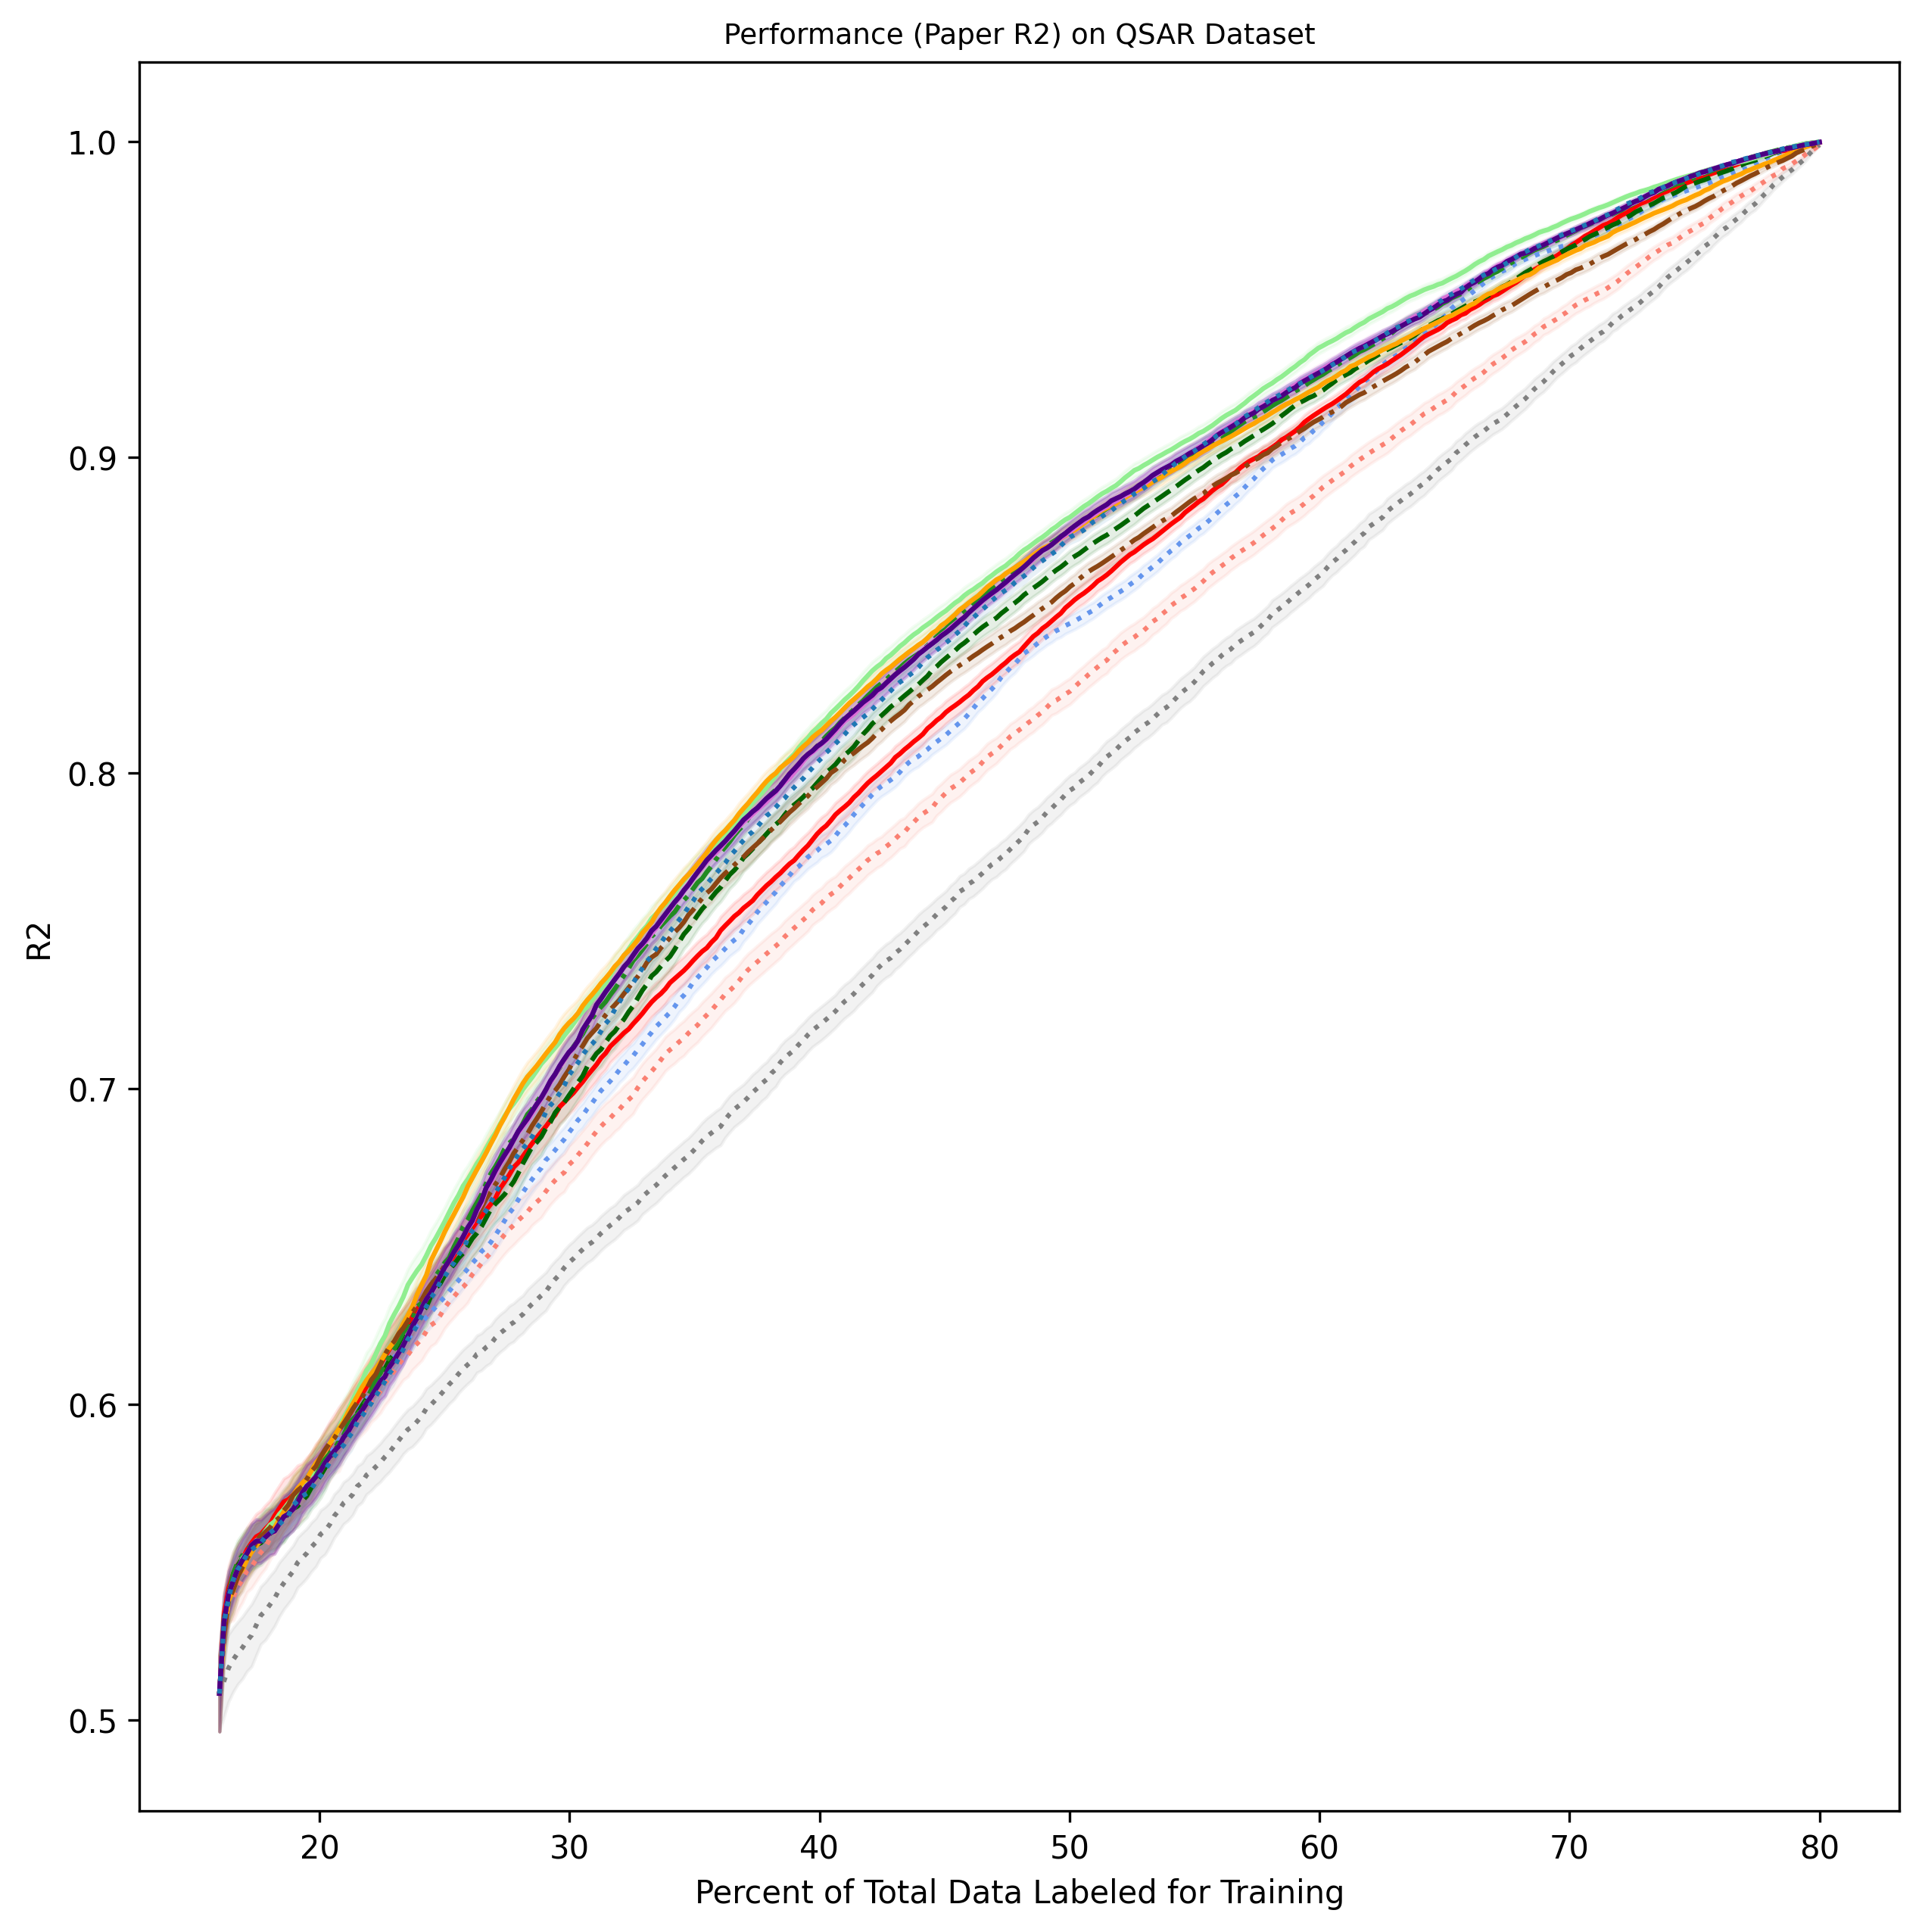 Performance (Paper R2) on QSAR Dataset
1.0
0.9
0.8
0.7
0.6
0.5
R2
20 30 40 50 60 70 80
Percent of Total Data Labeled for Training